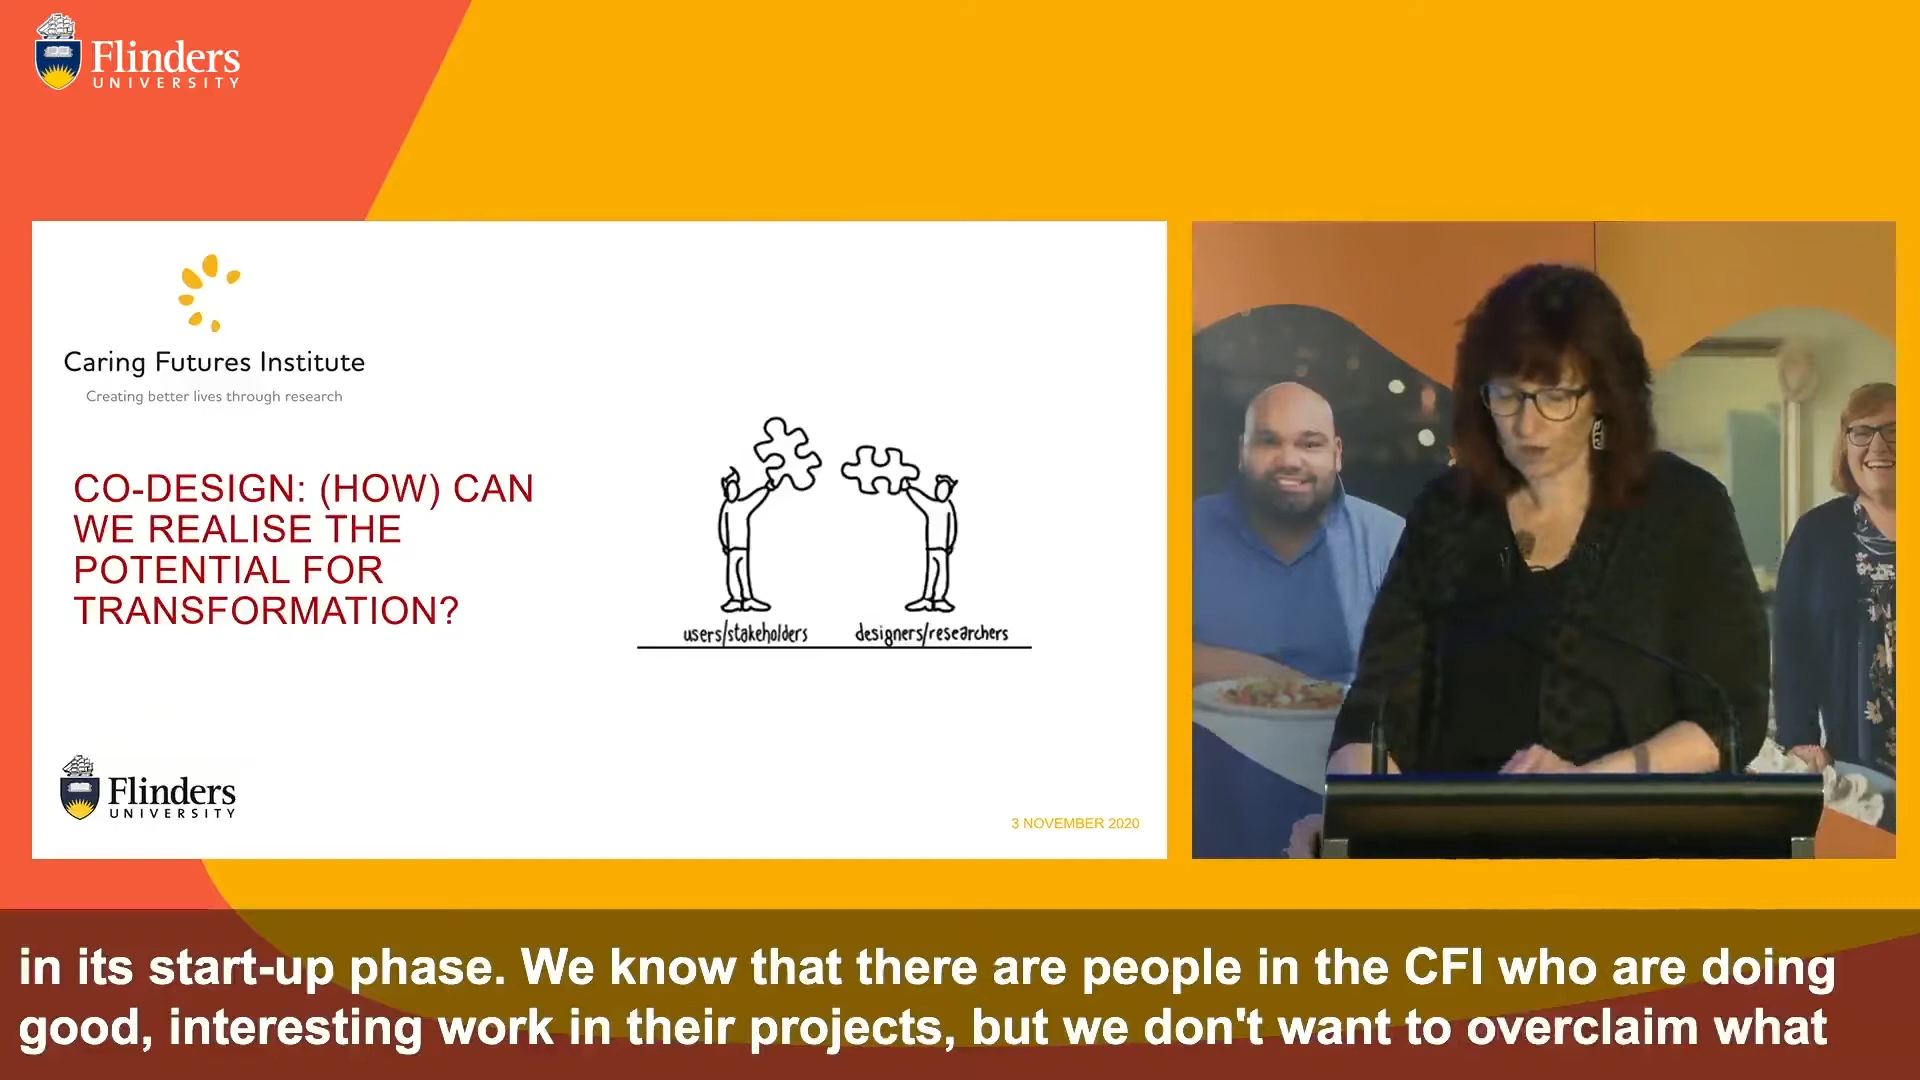 Flinders
UNIVERSITY
Caring Futures Institute
Creating better lives through research
CO-DESIGN: (HOW) CAN
WE REALISE THE
POTENTIAL FOR
TRANSFORMATION?
users/stakeholders
designers/researchers
Flinders
UNIVERSITY
3 NOVEMBER 2020
in its start-up phase. We know that there are people in the CFI who are doing
good, interesting work in their projects, but we don't want to overclaim what